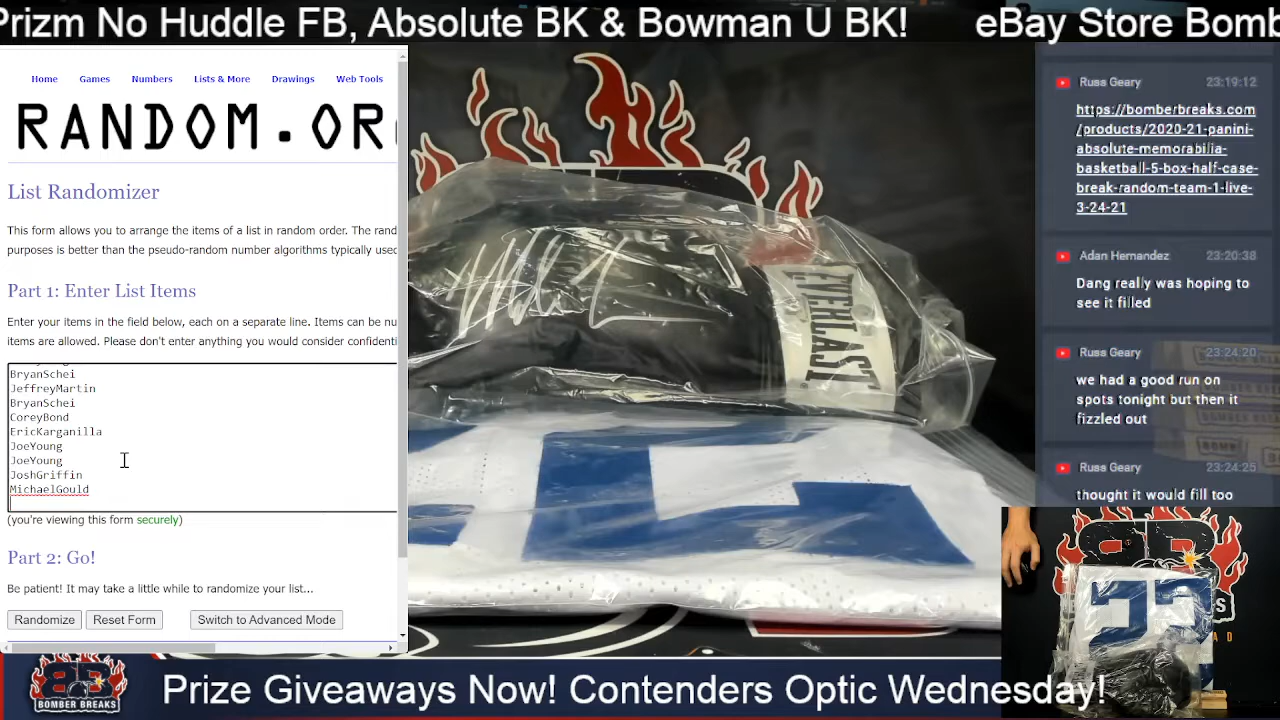 Prizm No Huddle FB, Absolute BK & Bowman U BK! eBay Store Bomb
Home Games Numbers Lists & More Drawings Web Tools
RANDOM.OR
List Randomizer
This form allows you to arrange the items of a list in random order. The rand
purposes is better than the pseudo-random number algorithms typically used
Part 1: Enter List Items
Enter your items in the field below, each on a separate line. Items can be nu
items are allowed. Please don't enter anything you would consider confidenti
BryanSchei
JeffreyMartin
BryanSchei
CoreyBond
EricKarganilla
JoeYoung
JoeYoung
JoshGriffin
MichaelGould
(you're viewing this form securely)
Part 2: Go!
Be patient! It may take a little while to randomize your list...
Randomize Reset Form Switch to Advanced Mode
EVERLAST
Russ Geary 23:19:12
https://bomberbreaks.com
/products/2020-21-panini-
absolute-memorabilia-
basketball-5-box-half-case-
break-random-team-1-live-
3-24-21
Adan Hernandez 23:20:38
Dang really was hoping to
see it filled
Russ Geary 23:24:20
we had a good run on
spots tonight but then it
fizzled out
Russ Geary 23:24:25
thought it would fill too
BOMBER BREAKS
Prize Giveaways Now! Contenders Optic Wednesday!